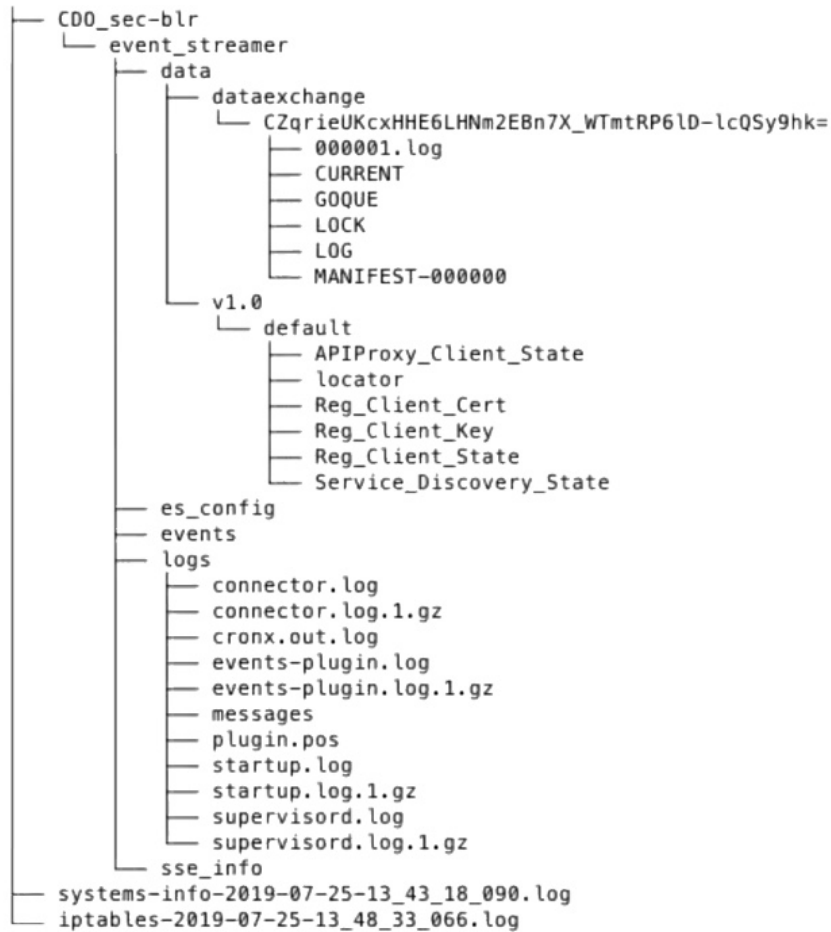 CDO_sec-blr
event_streamer
data
dataexchange
CZqrieUKcxHHE6LHNm2EBn7X_WTmtRP6lD-lcQSy9hk=
000001.log
CURRENT
GOQUE
LOCK
LOG
MANIFEST-000000
v1.0
default
APIProxy_Client_State
locator
Reg_Client_Cert
Reg_Client_Key
Reg_Client_State
Service_Discovery_State
es_config
events
logs
connector.log
connector.log.1.gz
cronx.out.log
events-plugin.log
events-plugin.log.1.gz
messages
plugin.pos
startup.log
startup.log.1.gz
supervisord.log
supervisord.log.1.gz
sse_info
systems-info-2019-07-25-13_43_18_090.log
iptables-2019-07-25-13_48_33_066.log